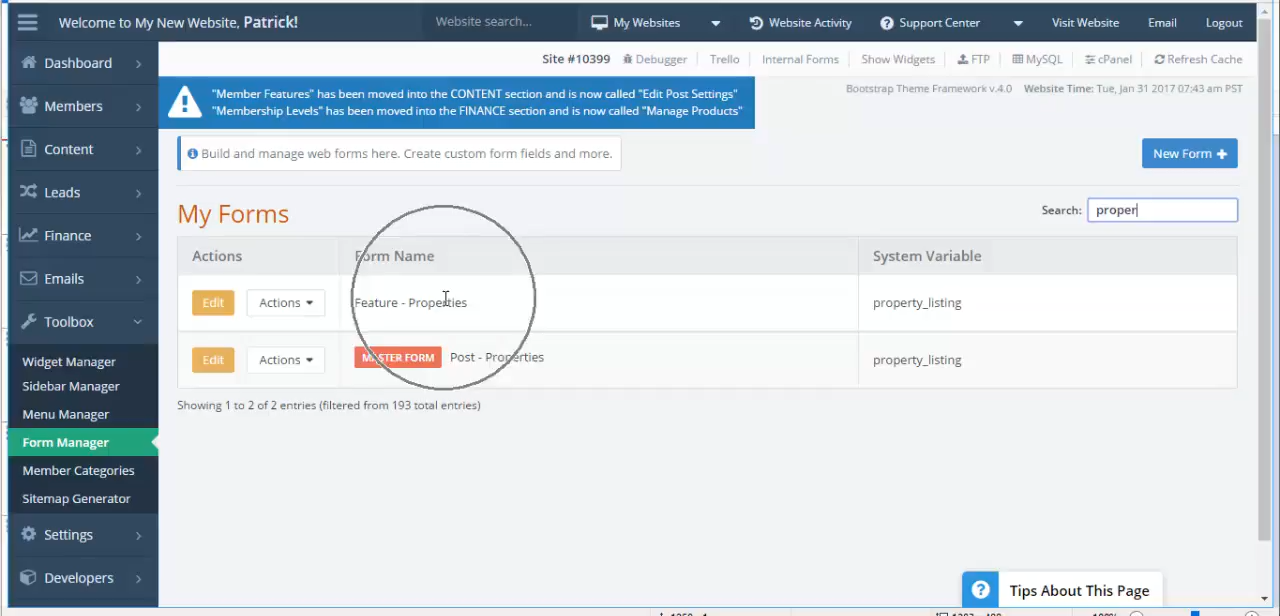 Welcome to My New Website, Patrick!
Website search...
My Websites
Website Activity
Support Center
Visit Website
Email
Logout
Site #10399
Debugger
Trello
Internal Forms
Show Widgets
FTP
MySQL
cPanel
Refresh Cache
Dashboard
Members
Content
Leads
Finance
Emails
Toolbox
Widget Manager
Sidebar Manager
Menu Manager
Form Manager
Member Categories
Sitemap Generator
Settings
Developers
"Member Features" has been moved into the CONTENT section and is now called "Edit Post Settings"
"Membership Levels" has been moved into the FINANCE section and is now called "Manage Products"
Bootstrap Theme Framework v.4.0 Website Time: Tue, Jan 31 2017 07:43 am PST
Build and manage web forms here. Create custom form fields and more.
New Form +
My Forms
Search: proper
Actions Form Name System Variable
Edit Actions Feature - Properties property_listing
Edit Actions MASTER FORM Post - Properties property_listing
Showing 1 to 2 of 2 entries (filtered from 193 total entries)
? Tips About This Page